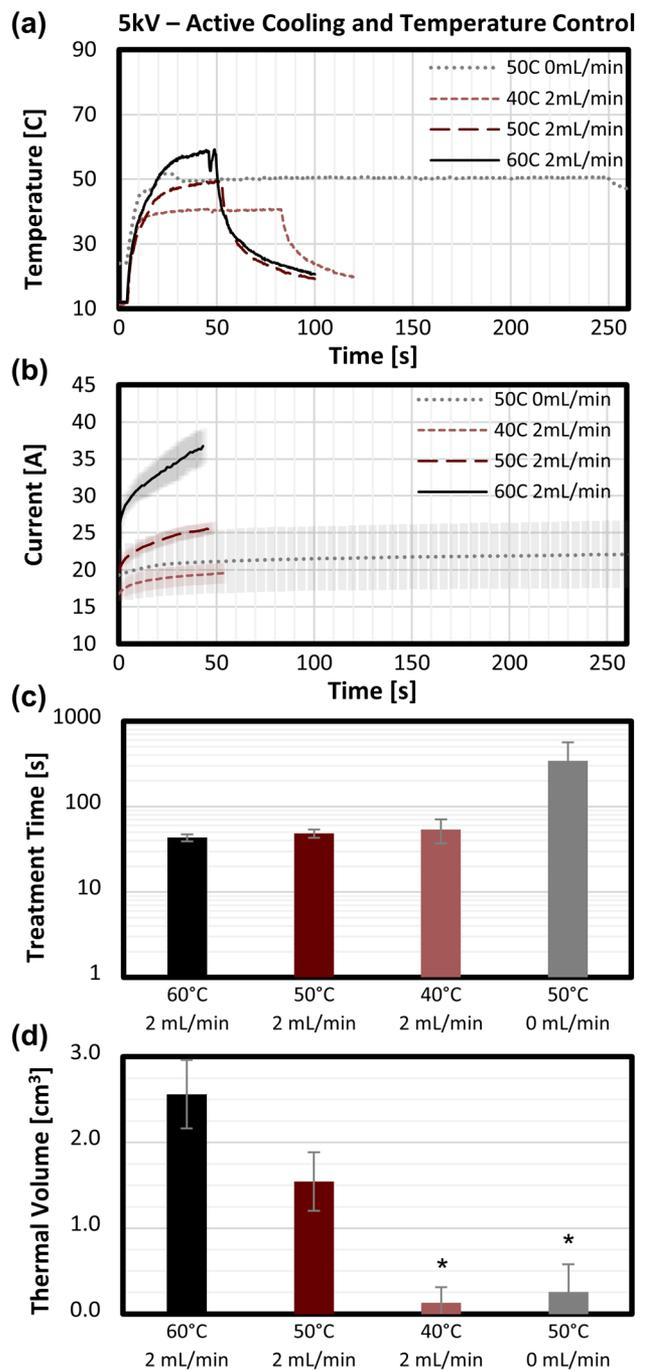 (a) 5kV – Active Cooling and Temperature Control
90
70
50
30
10
Temperature [C]
50C 0mL/min
40C 2mL/min
50C 2mL/min
60C 2mL/min
0 50 100 150 200 250
Time [s]
(b)
45
40
35
30
25
20
15
10
Current [A]
50C 0mL/min
40C 2mL/min
50C 2mL/min
60C 2mL/min
0 50 100 150 200 250
Time [s]
(c)
1000
100
10
1
Treatment Time [s]
60°C 50°C 40°C 50°C
2 mL/min 2 mL/min 2 mL/min 0 mL/min
(d)
3.0
2.0
1.0
0.0
Thermal Volume [cm³]
* *
60°C 50°C 40°C 50°C
2 mL/min 2 mL/min 2 mL/min 0 mL/min